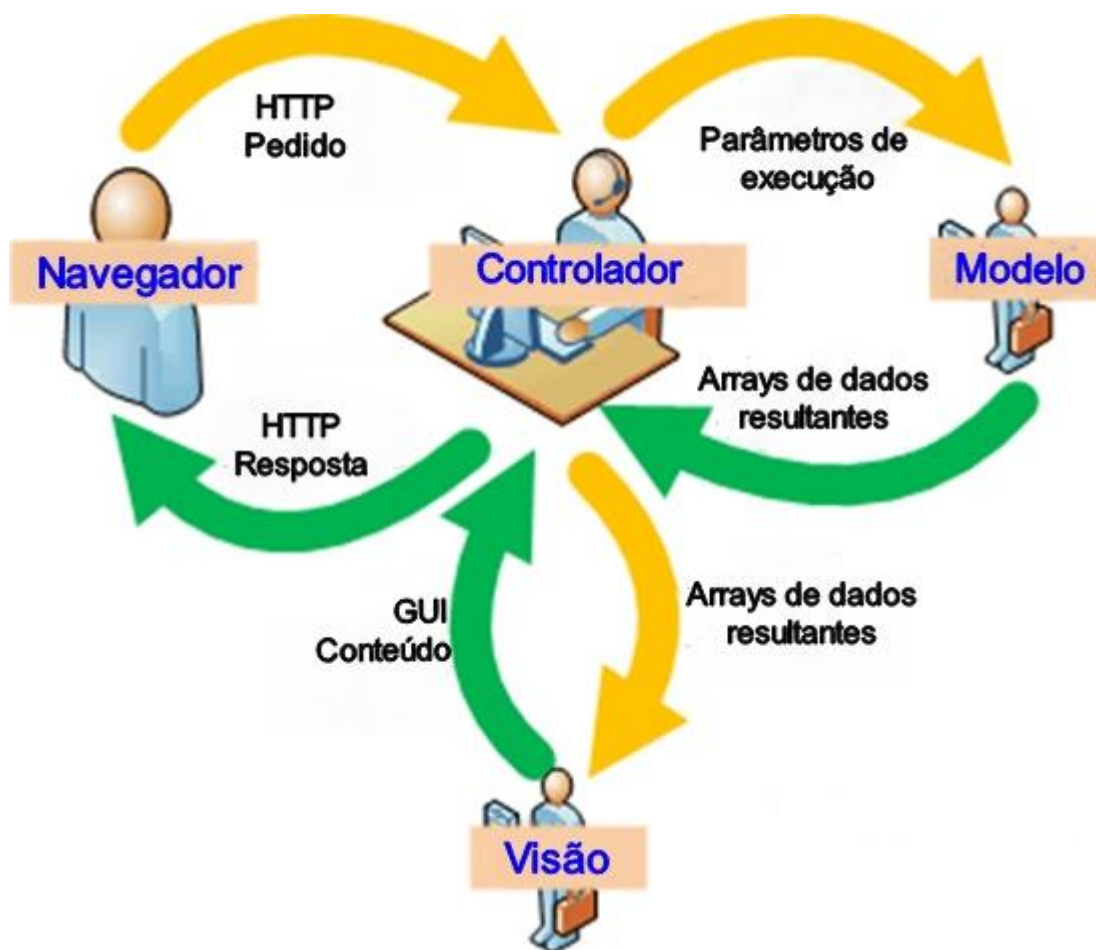 HTTP
Pedido
Parâmetros de
execução
Navegador
Controlador
Modelo
Arrays de dados
resultantes
HTTP
Resposta
GUI
Conteúdo
Arrays de dados
resultantes
Visão